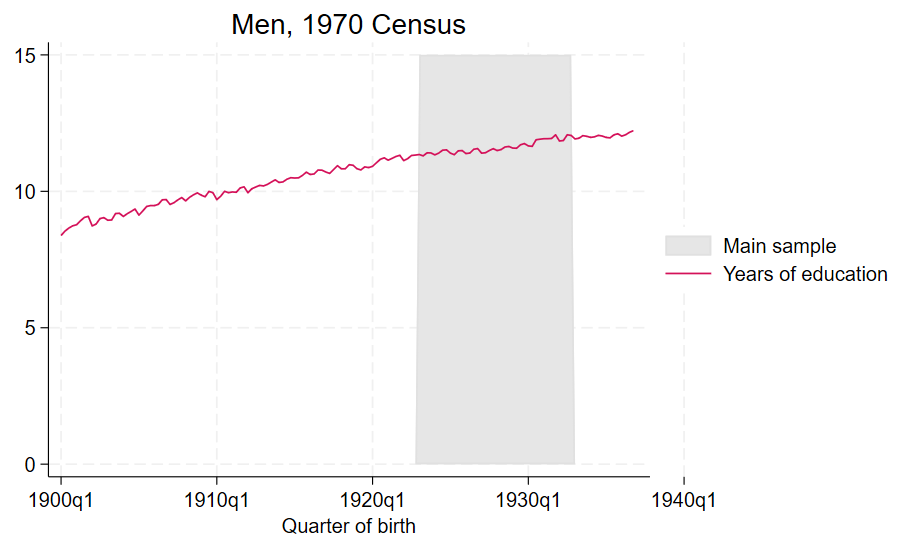 Men, 1970 Census
15
10
5
0
1900q1 1910q1 1920q1 1930q1 1940q1
Quarter of birth
Main sample
Years of education